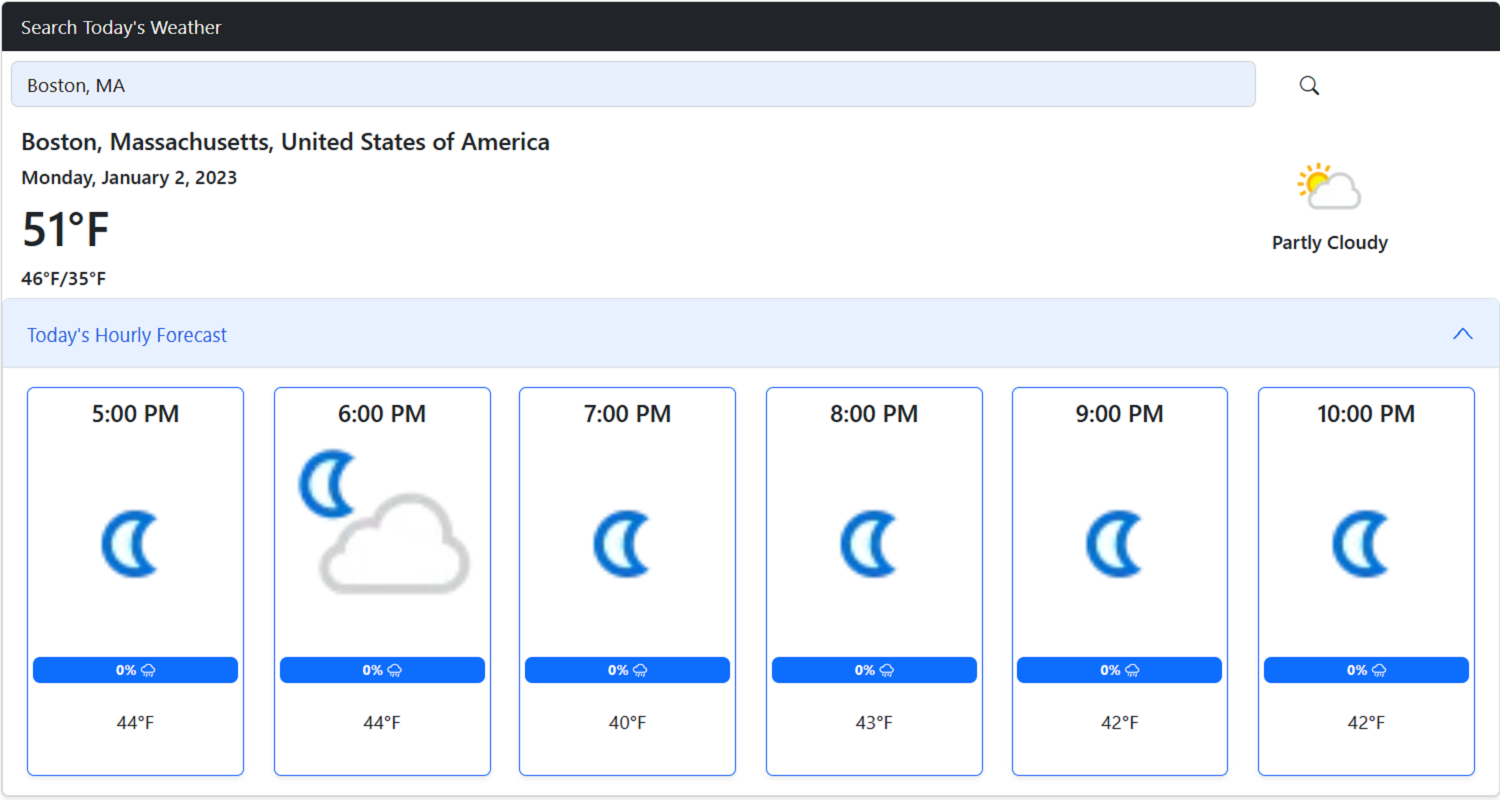 Search Today's Weather
Boston, MA
Boston, Massachusetts, United States of America
Monday, January 2, 2023
51°F
46°F/35°F
Partly Cloudy
Today's Hourly Forecast
5:00 PM
0%
44°F
6:00 PM
0%
44°F
7:00 PM
0%
40°F
8:00 PM
0%
43°F
9:00 PM
0%
42°F
10:00 PM
0%
42°F